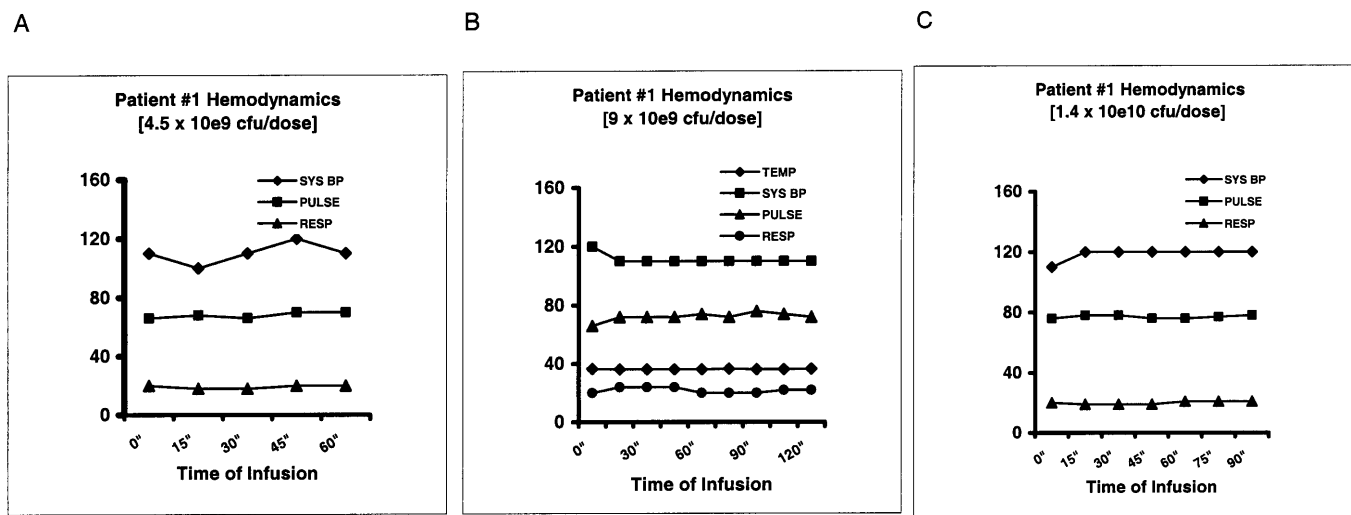 A
Patient #1 Hemodynamics
[4.5 x 10e9 cfu/dose]
SYS BP
PULSE
RESP
160
120
80
40
0
0" 15" 30" 45" 60"
Time of Infusion
B
Patient #1 Hemodynamics
[9 x 10e9 cfu/dose]
TEMP
SYS BP
PULSE
RESP
160
120
80
40
0
0" 30" 60" 90" 120"
Time of Infusion
C
Patient #1 Hemodynamics
[1.4 x 10e10 cfu/dose]
SYS BP
PULSE
RESP
160
120
80
40
0
0" 15" 30" 45" 60" 75" 90"
Time of Infusion